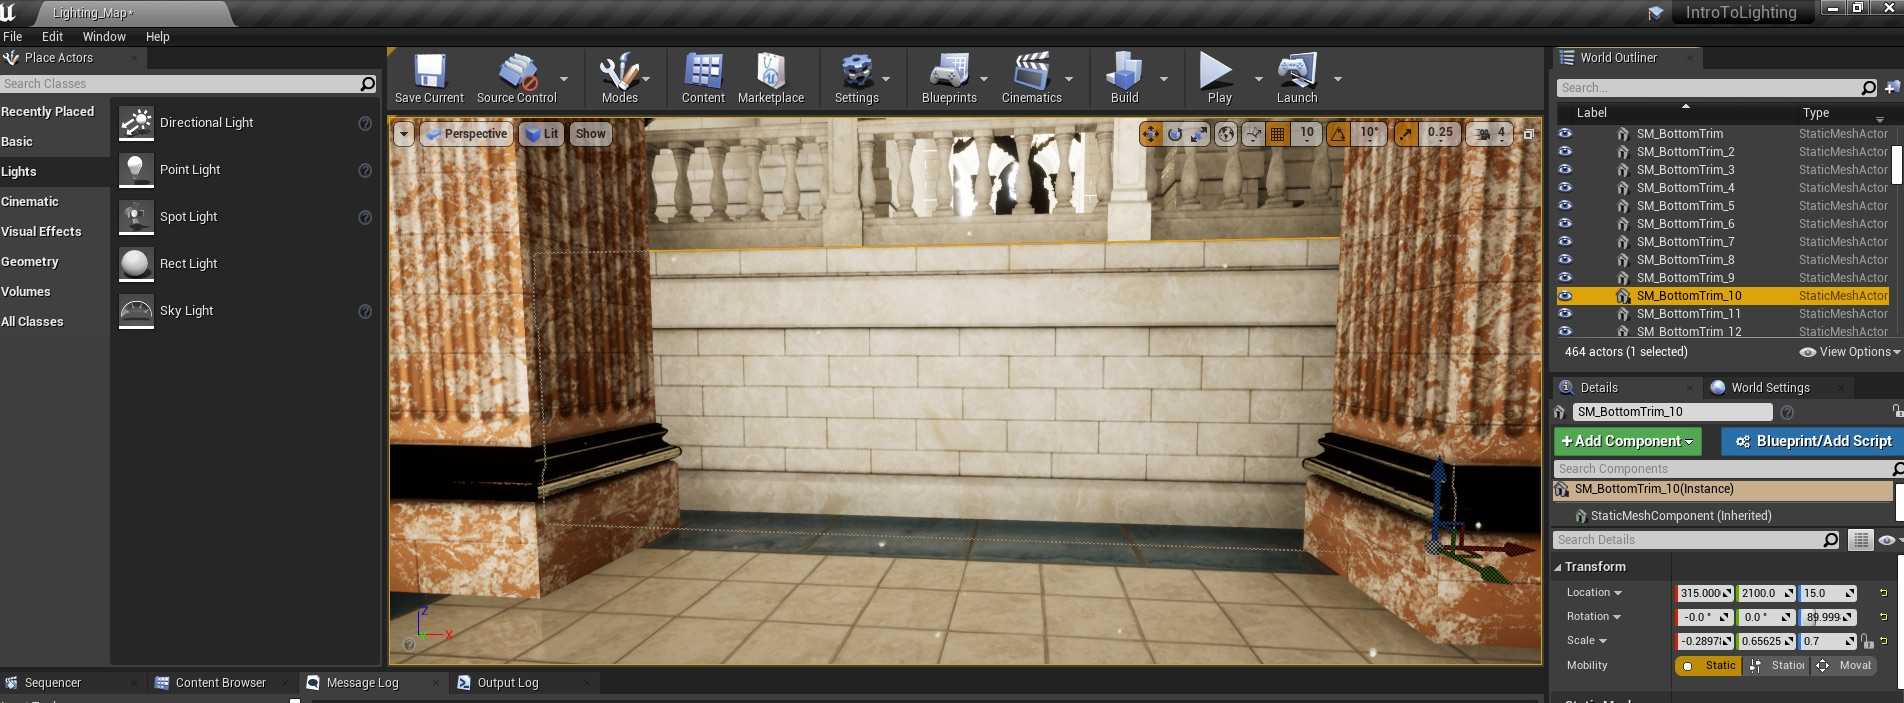 Lighting_Map*
IntroToLighting
File Edit Window Help
Place Actors
Search Classes
Recently Placed
Basic
Lights
Cinematic
Visual Effects
Geometry
Volumes
All Classes
Directional Light
Point Light
Spot Light
Rect Light
Sky Light
Save Current Source Control Modes Content Marketplace Settings Blueprints Cinematics Build Play Launch
Perspective Lit Show
10 10° 0.25 4
Z
X
World Outliner
Search...
Label Type
SM_BottomTrim StaticMeshActor
SM_BottomTrim_2 StaticMeshActor
SM_BottomTrim_3 StaticMeshActor
SM_BottomTrim_4 StaticMeshActor
SM_BottomTrim_5 StaticMeshActor
SM_BottomTrim_6 StaticMeshActor
SM_BottomTrim_7 StaticMeshActor
SM_BottomTrim_8 StaticMeshActor
SM_BottomTrim_9 StaticMeshActor
SM_BottomTrim_10 StaticMeshActor
SM_BottomTrim_11 StaticMeshActor
SM_BottomTrim_12 StaticMeshActor
464 actors (1 selected) View Options
Details World Settings
SM_BottomTrim_10
+Add Component Blueprint/Add Script
Search Components
SM_BottomTrim_10(Instance)
StaticMeshComponent (Inherited)
Search Details
Transform
Location 315.000 2100.0 15.0
Rotation -0.0 ° 0.0 ° 89.999
Scale -0.2897 0.65625 0.7
Mobility Static Station Moval
Sequencer Content Browser Message Log Output Log